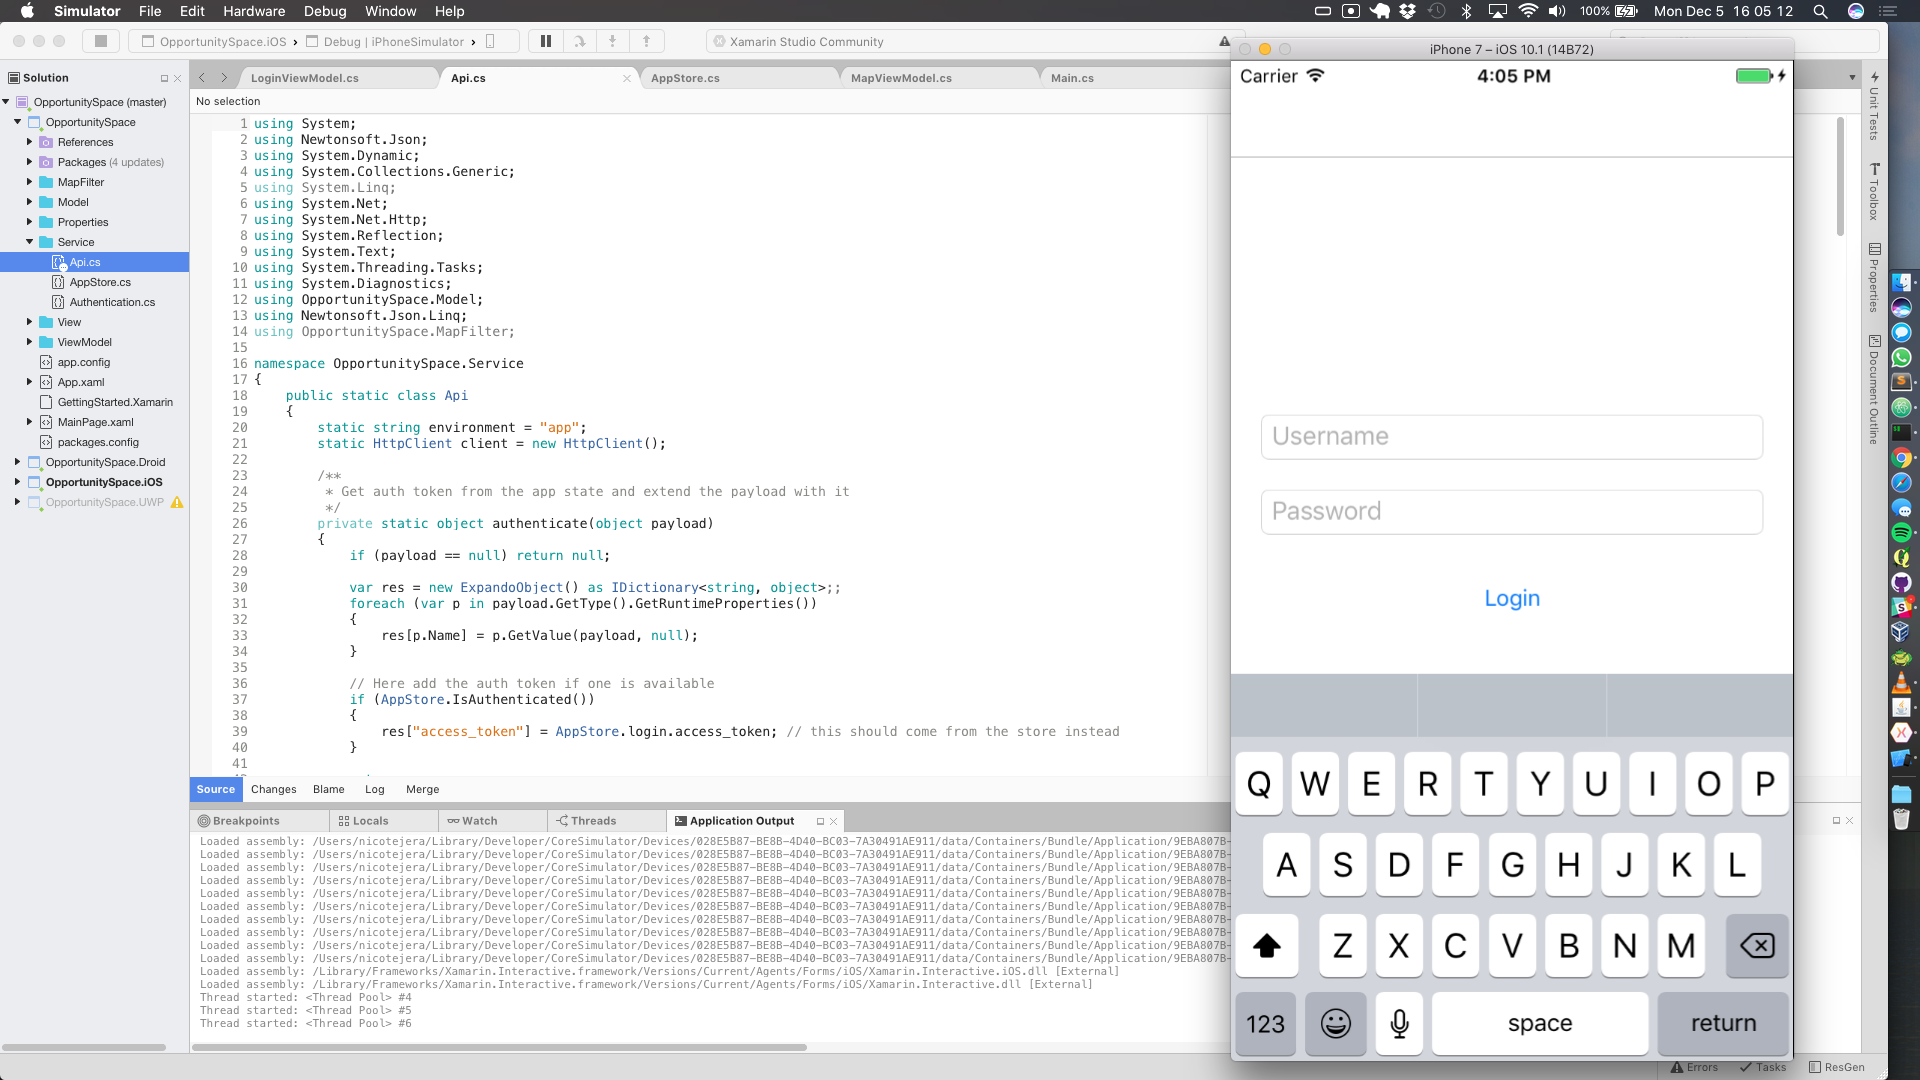 Simulator File Edit Hardware Debug Window Help 100% Mon Dec 5 16 05 12
OpportunitySpace.iOS › Debug | iPhoneSimulator › Xamarin Studio Community
iPhone 7 – iOS 10.1 (14B72)
Solution
OpportunitySpace (master)
OpportunitySpace
References
Packages (4 updates)
MapFilter
Model
Properties
Service
Api.cs
AppStore.cs
Authentication.cs
View
ViewModel
app.config
App.xaml
GettingStarted.Xamarin
MainPage.xaml
packages.config
OpportunitySpace.Droid
OpportunitySpace.iOS
OpportunitySpace.UWP
LoginViewModel.cs Api.cs AppStore.cs MapViewModel.cs Main.cs
No selection
1 using System;
2 using Newtonsoft.Json;
3 using System.Dynamic;
4 using System.Collections.Generic;
5 using System.Linq;
6 using System.Net;
7 using System.Net.Http;
8 using System.Reflection;
9 using System.Text;
10 using System.Threading.Tasks;
11 using System.Diagnostics;
12 using OpportunitySpace.Model;
13 using Newtonsoft.Json.Linq;
14 using OpportunitySpace.MapFilter;
15
16 namespace OpportunitySpace.Service
17 {
18 public static class Api
19 {
20 static string environment = "app";
21 static HttpClient client = new HttpClient();
22
23 /**
24 * Get auth token from the app state and extend the payload with it
25 */
26 private static object authenticate(object payload)
27 {
28 if (payload == null) return null;
29
30 var res = new ExpandoObject() as IDictionary<string, object>;;
31 foreach (var p in payload.GetType().GetRuntimeProperties())
32 {
33 res[p.Name] = p.GetValue(payload, null);
34 }
35
36 // Here add the auth token if one is available
37 if (AppStore.IsAuthenticated())
38 {
39 res["access_token"] = AppStore.login.access_token; // this should come from the store instead
40 }
41
Source Changes Blame Log Merge
Breakpoints Locals Watch Threads Application Output
Loaded assembly: /Users/nicotejera/Library/Developer/CoreSimulator/Devices/028E5B87-BE8B-4D40-BC03-7A30491AE911/data/Containers/Bundle/Application/9EBA807B-
Loaded assembly: /Users/nicotejera/Library/Developer/CoreSimulator/Devices/028E5B87-BE8B-4D40-BC03-7A30491AE911/data/Containers/Bundle/Application/9EBA807B-
Loaded assembly: /Users/nicotejera/Library/Developer/CoreSimulator/Devices/028E5B87-BE8B-4D40-BC03-7A30491AE911/data/Containers/Bundle/Application/9EBA807B-
Loaded assembly: /Users/nicotejera/Library/Developer/CoreSimulator/Devices/028E5B87-BE8B-4D40-BC03-7A30491AE911/data/Containers/Bundle/Application/9EBA807B-
Loaded assembly: /Users/nicotejera/Library/Developer/CoreSimulator/Devices/028E5B87-BE8B-4D40-BC03-7A30491AE911/data/Containers/Bundle/Application/9EBA807B-
Loaded assembly: /Users/nicotejera/Library/Developer/CoreSimulator/Devices/028E5B87-BE8B-4D40-BC03-7A30491AE911/data/Containers/Bundle/Application/9EBA807B-
Loaded assembly: /Users/nicotejera/Library/Developer/CoreSimulator/Devices/028E5B87-BE8B-4D40-BC03-7A30491AE911/data/Containers/Bundle/Application/9EBA807B-
Loaded assembly: /Users/nicotejera/Library/Developer/CoreSimulator/Devices/028E5B87-BE8B-4D40-BC03-7A30491AE911/data/Containers/Bundle/Application/9EBA807B-
Loaded assembly: /Users/nicotejera/Library/Developer/CoreSimulator/Devices/028E5B87-BE8B-4D40-BC03-7A30491AE911/data/Containers/Bundle/Application/9EBA807B-
Loaded assembly: /Users/nicotejera/Library/Developer/CoreSimulator/Devices/028E5B87-BE8B-4D40-BC03-7A30491AE911/data/Containers/Bundle/Application/9EBA807B-
Loaded assembly: /Library/Frameworks/Xamarin.Interactive.framework/Versions/Current/Agents/Forms/iOS/Xamarin.Interactive.iOS.dll [External]
Loaded assembly: /Library/Frameworks/Xamarin.Interactive.framework/Versions/Current/Agents/Forms/iOS/Xamarin.Interactive.dll [External]
Thread started: <Thread Pool> #4
Thread started: <Thread Pool> #5
Thread started: <Thread Pool> #6
Carrier 4:05 PM
Username
Password
Login
Q W E R T Y U I O P
A S D F G H J K L
Z X C V B N M
123 space return
Unit Tests
Toolbox
Properties
Document Outline
Errors Tasks ResGen